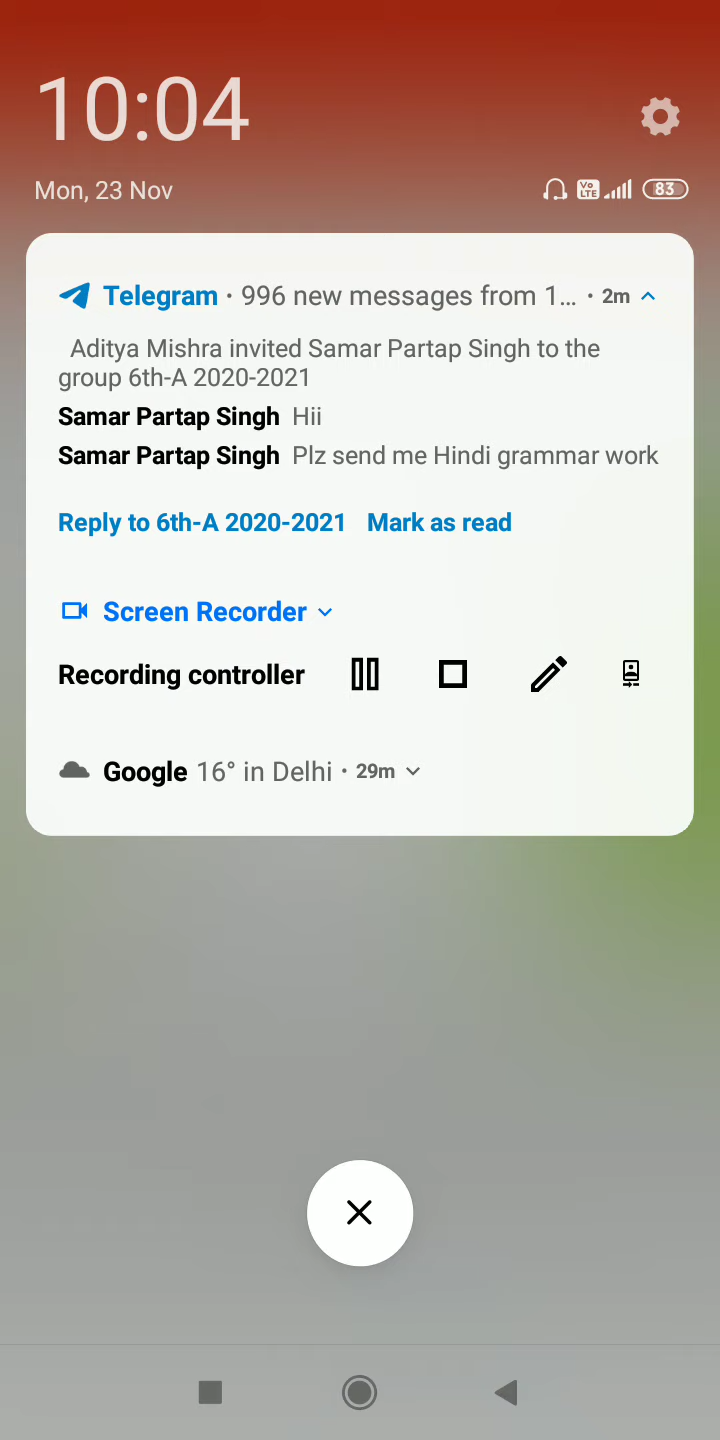 10:04
Mon, 23 Nov
Vo LTE 83
Telegram · 996 new messages from 1... · 2m
Aditya Mishra invited Samar Partap Singh to the
group 6th-A 2020-2021
Samar Partap Singh Hii
Samar Partap Singh Plz send me Hindi grammar work
Reply to 6th-A 2020-2021 Mark as read
Screen Recorder
Recording controller
Google 16° in Delhi · 29m